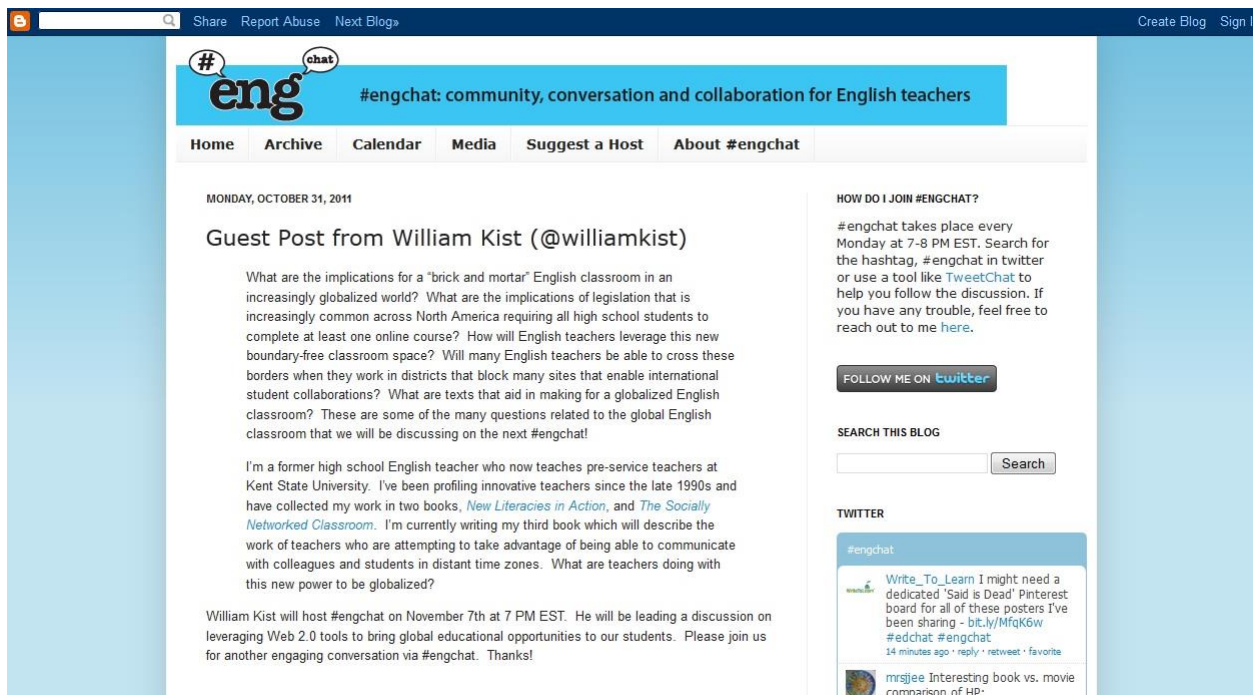 Share Report Abuse Next Blog»
Create Blog Sign I
#
chat
eng
#engchat: community, conversation and collaboration for English teachers
Home Archive Calendar Media Suggest a Host About #engchat
MONDAY, OCTOBER 31, 2011
Guest Post from William Kist (@williamkist)
What are the implications for a “brick and mortar” English classroom in an
increasingly globalized world? What are the implications of legislation that is
increasingly common across North America requiring all high school students to
complete at least one online course? How will English teachers leverage this new
boundary-free classroom space? Will many English teachers be able to cross these
borders when they work in districts that block many sites that enable international
student collaborations? What are texts that aid in making for a globalized English
classroom? These are some of the many questions related to the global English
classroom that we will be discussing on the next #engchat!
I’m a former high school English teacher who now teaches pre-service teachers at
Kent State University. I’ve been profiling innovative teachers since the late 1990s and
have collected my work in two books, New Literacies in Action, and The Socially
Networked Classroom. I’m currently writing my third book which will describe the
work of teachers who are attempting to take advantage of being able to communicate
with colleagues and students in distant time zones. What are teachers doing with
this new power to be globalized?
William Kist will host #engchat on November 7th at 7 PM EST. He will be leading a discussion on
leveraging Web 2.0 tools to bring global educational opportunities to our students. Please join us
for another engaging conversation via #engchat. Thanks!
HOW DO I JOIN #ENGCHAT?
#engchat takes place every
Monday at 7-8 PM EST. Search for
the hashtag, #engchat in twitter
or use a tool like TweetChat to
help you follow the discussion. If
you have any trouble, feel free to
reach out to me here.
FOLLOW ME ON twitter
SEARCH THIS BLOG
Search
TWITTER
#engchat
Write_To_Learn I might need a
dedicated 'Said is Dead' Pinterest
board for all of these posters I've
been sharing - bit.ly/MfqK6w
#edchat #engchat
14 minutes ago · reply · retweet · favorite
mrsjjee Interesting book vs. movie
comparison of HP: